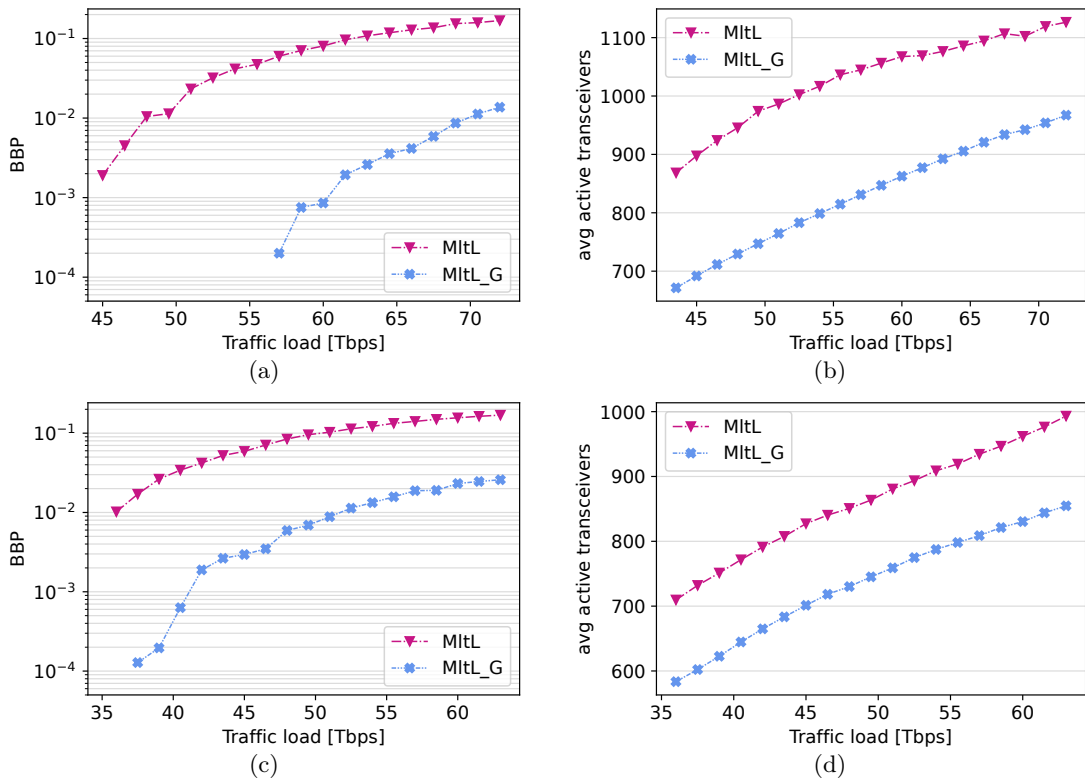 10⁻¹
10⁻²
10⁻³
10⁻⁴
BBP
MltL
MltL_G
45 50 55 60 65 70
Traffic load [Tbps]
(a)
1100
1000
900
800
700
avg active transceivers
MltL
MltL_G
45 50 55 60 65 70
Traffic load [Tbps]
(b)
10⁻¹
10⁻²
10⁻³
10⁻⁴
BBP
MltL
MltL_G
35 40 45 50 55 60
Traffic load [Tbps]
(c)
1000
900
800
700
600
avg active transceivers
MltL
MltL_G
35 40 45 50 55 60
Traffic load [Tbps]
(d)